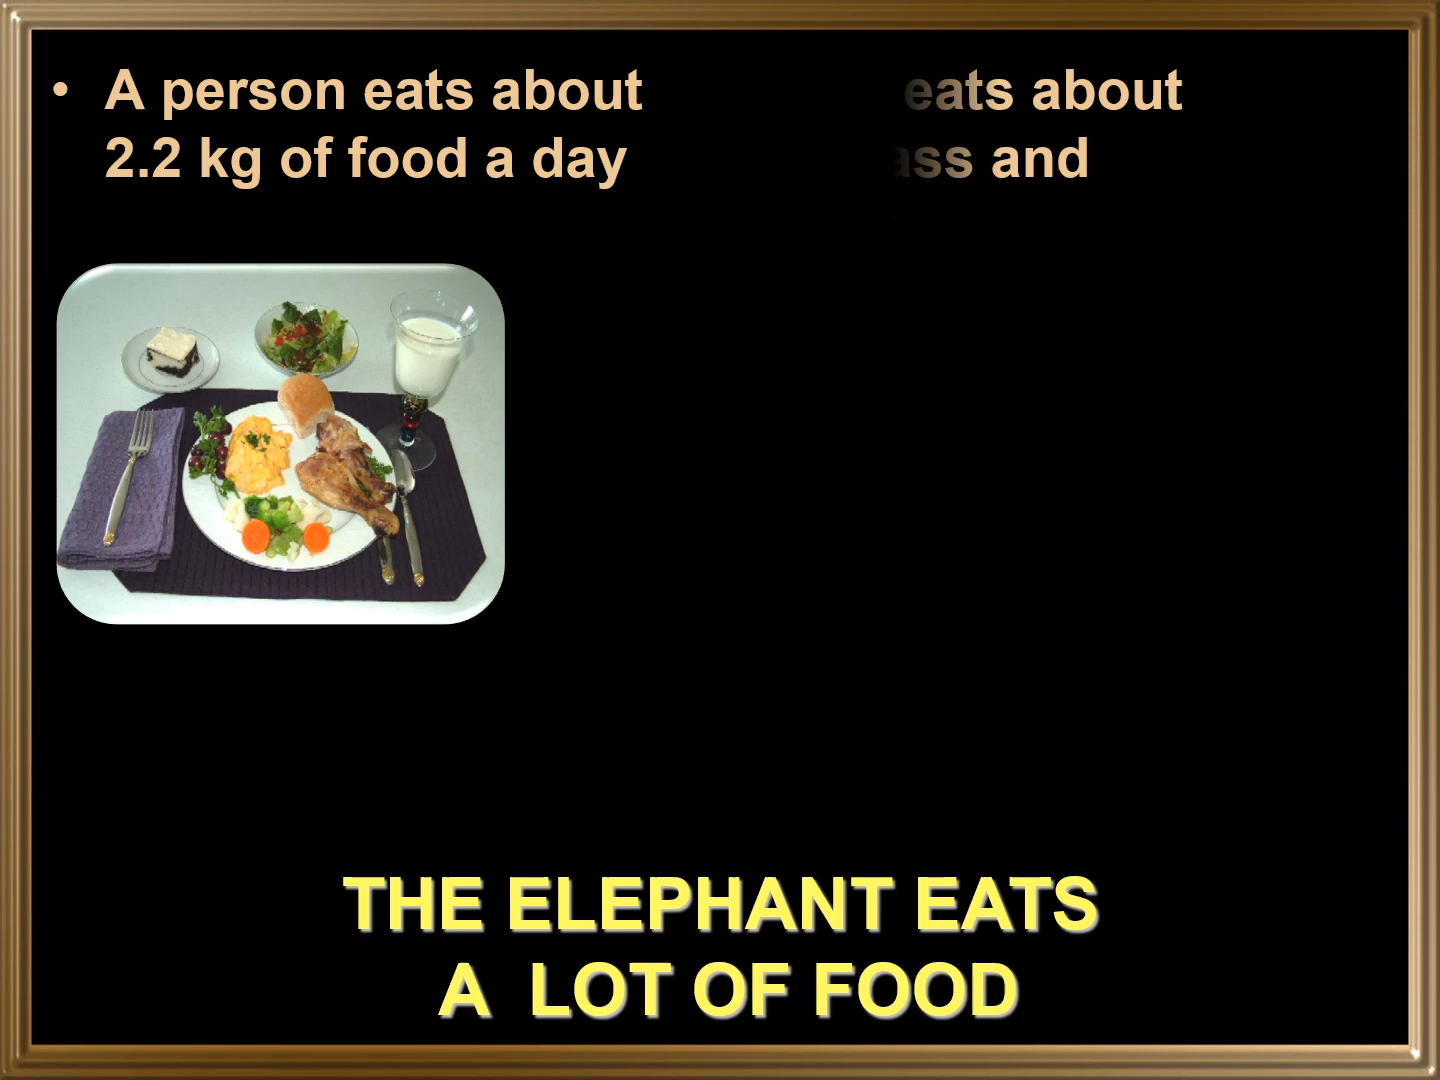 • A person eats about
2.2 kg of food a day
eats about
and
THE ELEPHANT EATS
A LOT OF FOOD